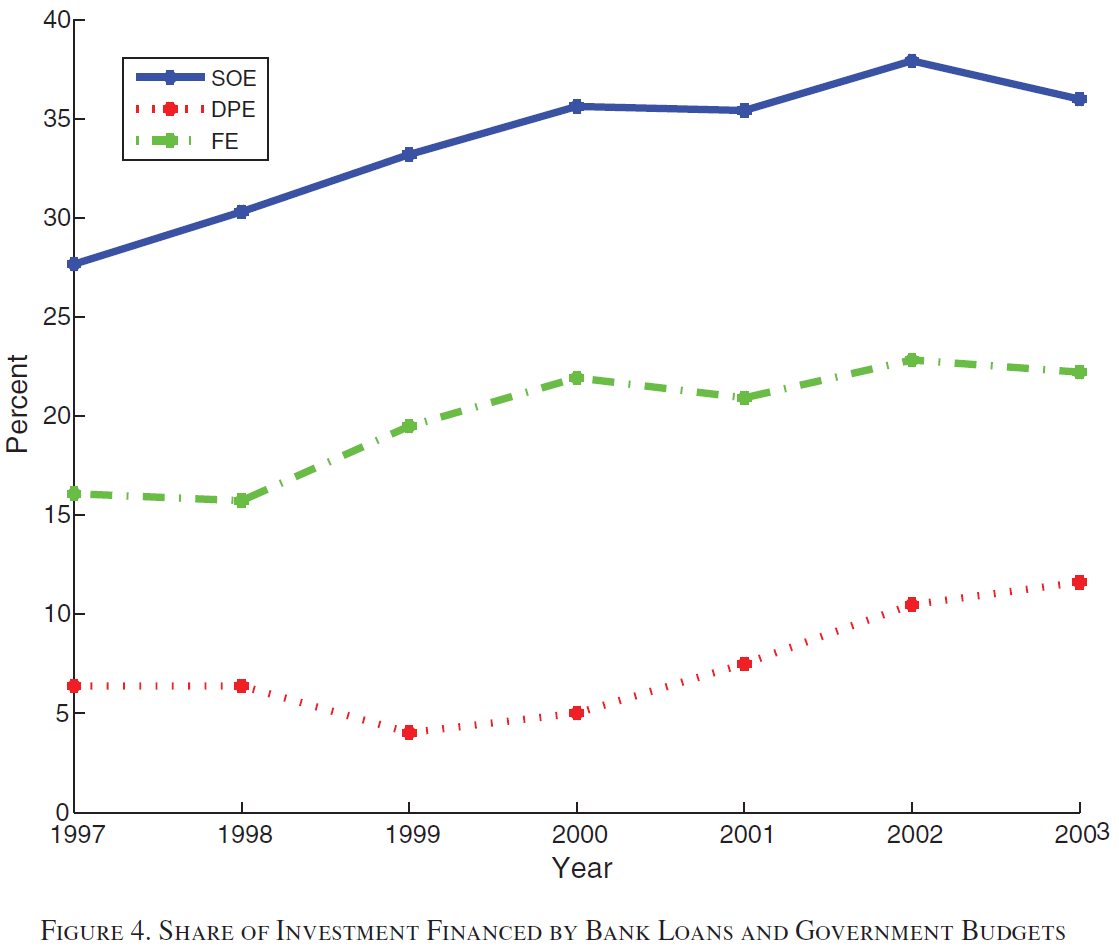 40
35
30
25
20
15
10
5
0
Percent
SOE
DPE
FE
1997 1998 1999 2000 2001 2002 2003
Year
FIGURE 4. SHARE OF INVESTMENT FINANCED BY BANK LOANS AND GOVERNMENT BUDGETS